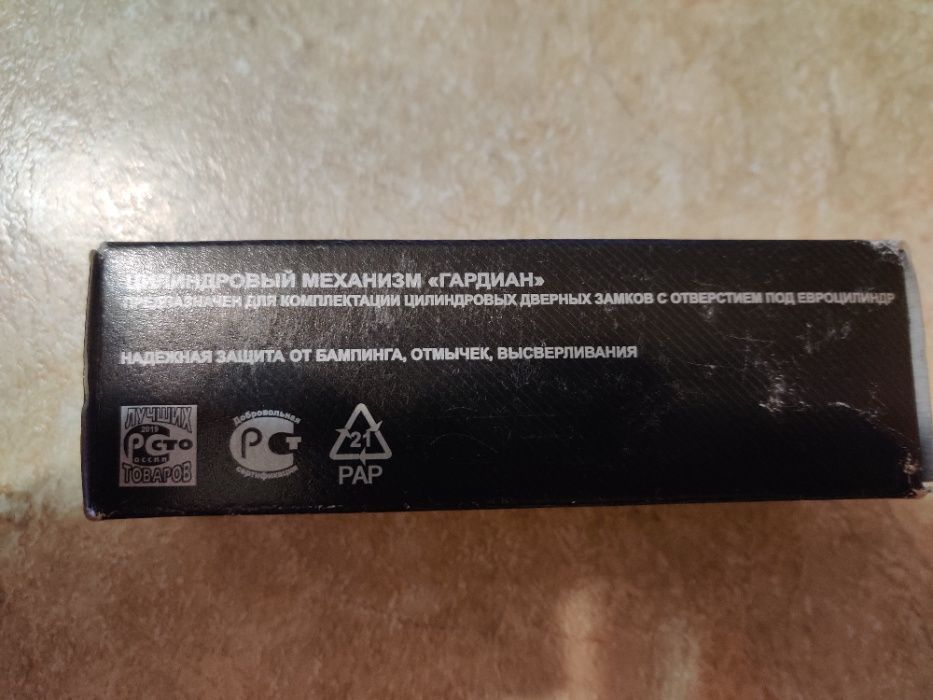 ЦИЛИНДРОВЫЙ МЕХАНИЗМ «ГАРДИАН»
ПРЕДНАЗНАЧЕН ДЛЯ КОМПЛЕКТАЦИИ ЦИЛИНДРОВЫХ ДВЕРНЫХ ЗАМКОВ С ОТВЕРСТИЕМ ПОД ЕВРОЦИЛИНДР
НАДЕЖНАЯ ЗАЩИТА ОТ БАМПИНГА, ОТМЫЧЕК, ВЫСВЕРЛИВАНИЯ
ЛУЧШИХ
2019
СТО
РОССИИ
ТОВАРОВ
Добровольная
РСТ
сертификация
21
PAP